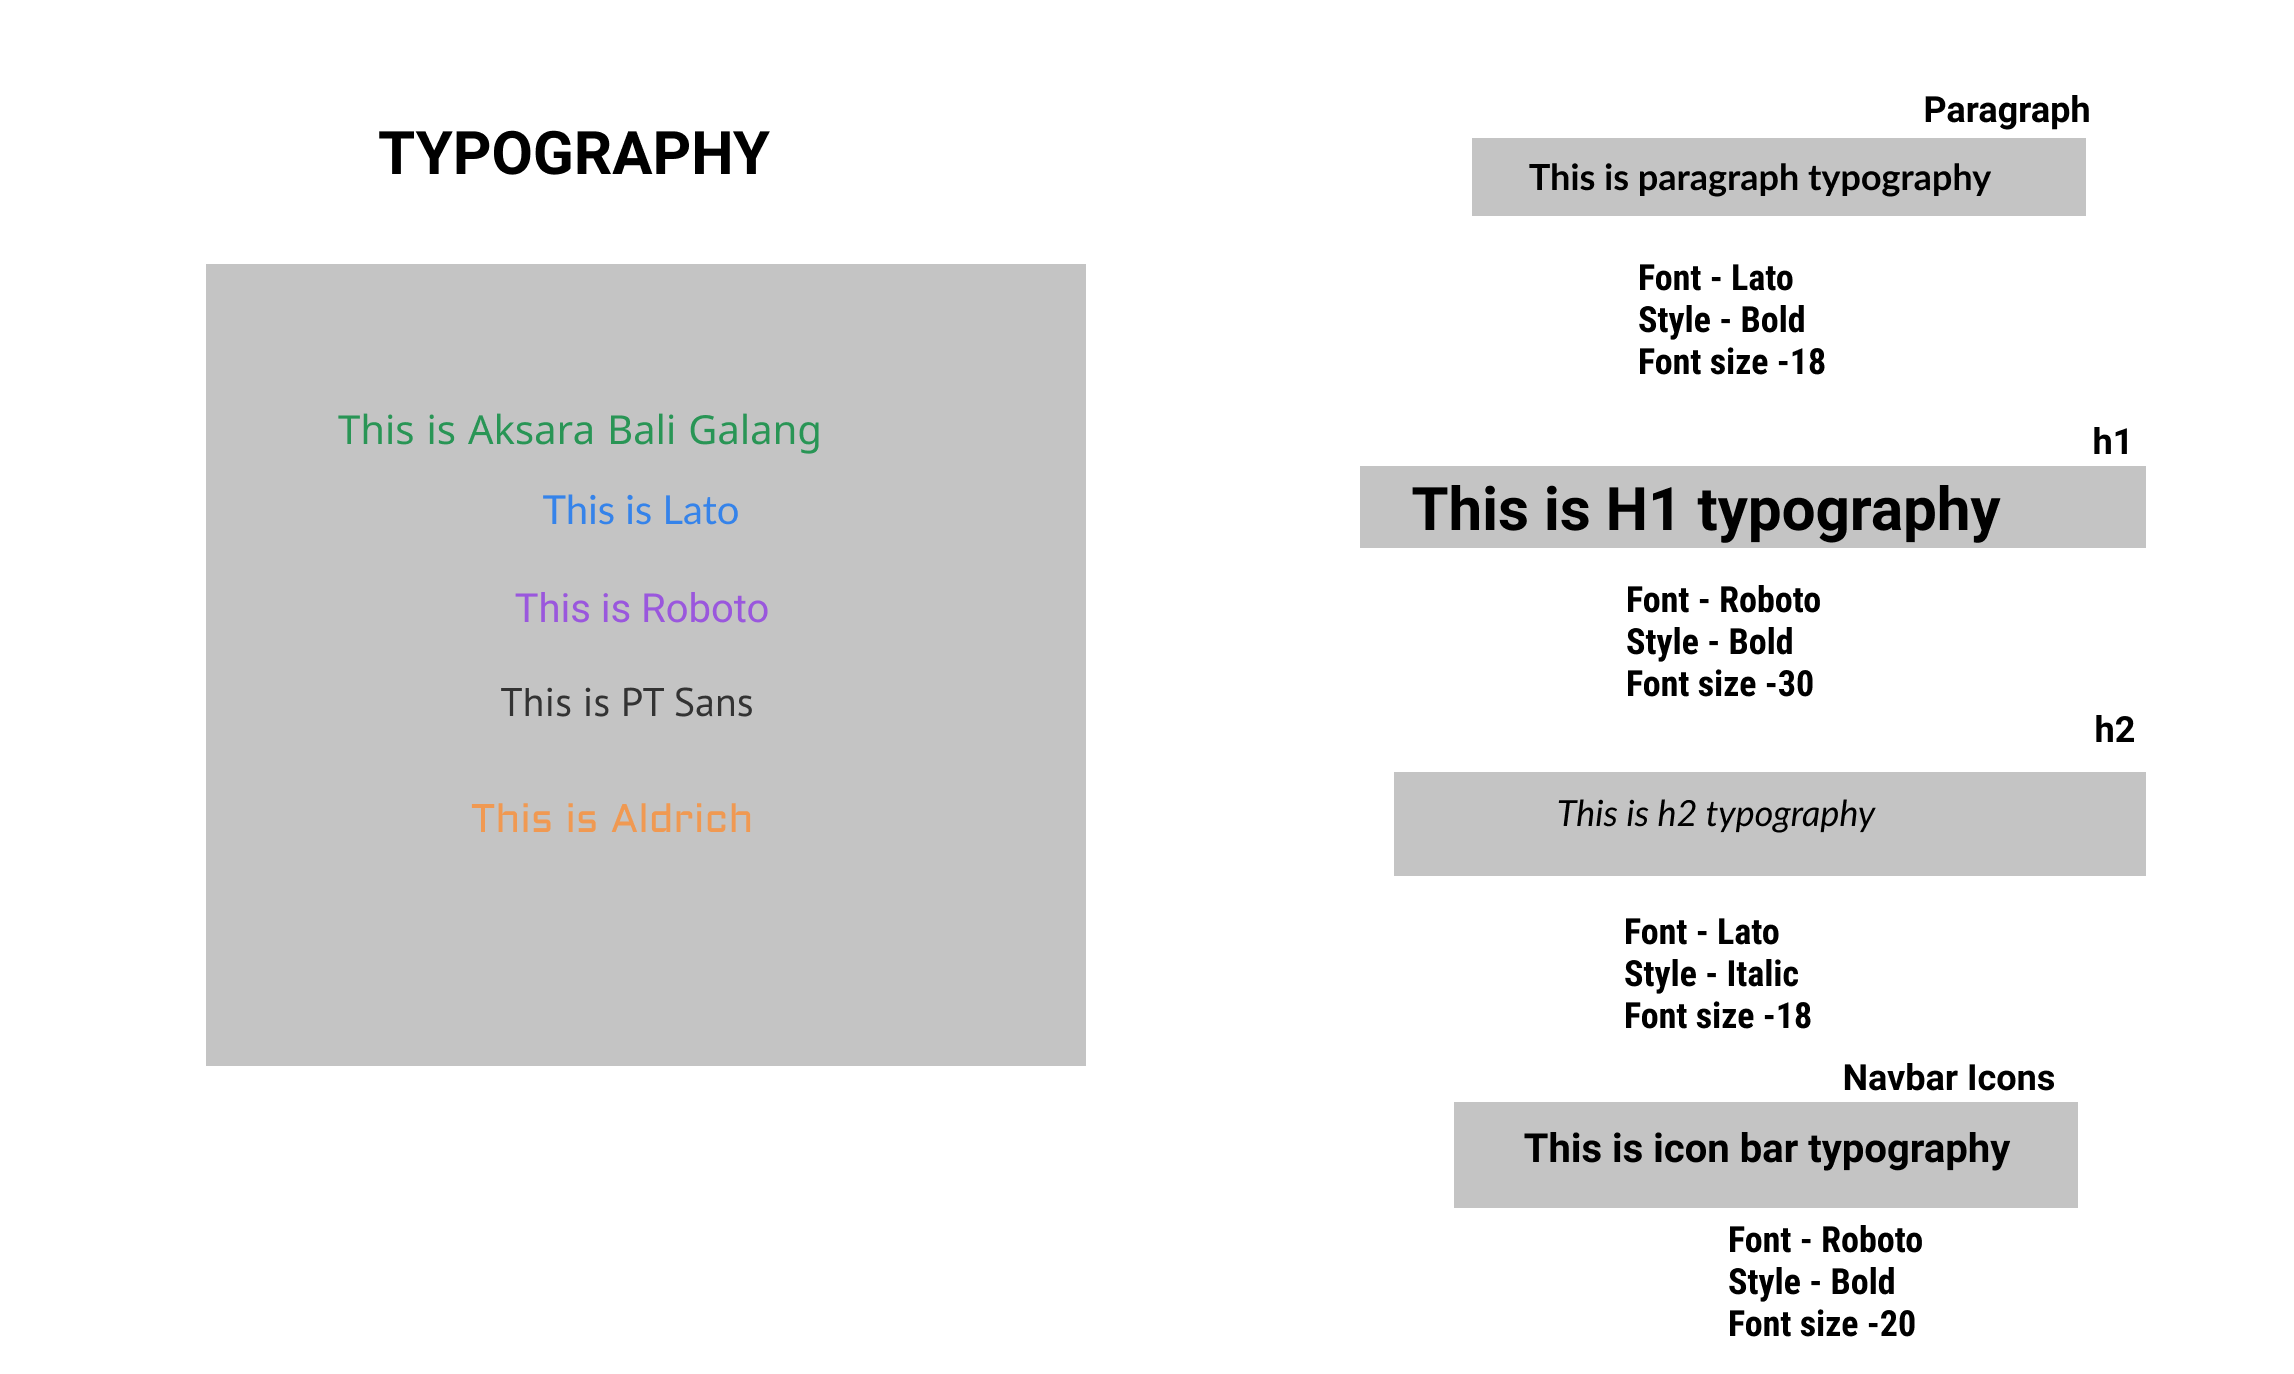 TYPOGRAPHY
This is Aksara Bali Galang
This is Lato
This is Roboto
This is PT Sans
This is Aldrich
Paragraph
This is paragraph typography
Font - Lato
Style - Bold
Font size -18
h1
This is H1 typography
Font - Roboto
Style - Bold
Font size -30
h2
This is h2 typography
Font - Lato
Style - Italic
Font size -18
Navbar Icons
This is icon bar typography
Font - Roboto
Style - Bold
Font size -20